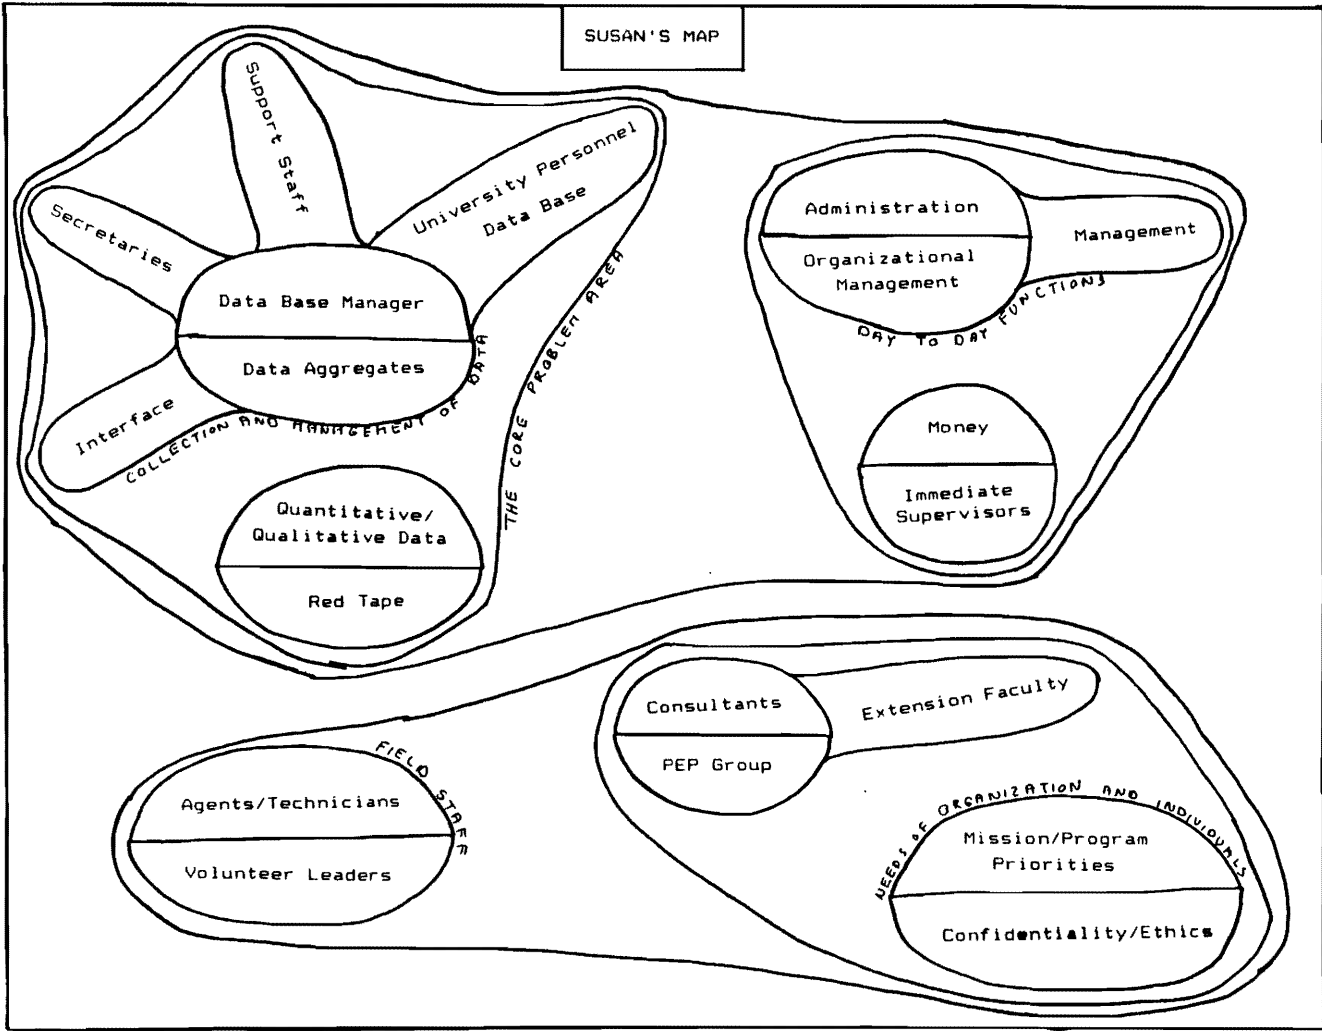 SUSAN'S MAP
Support Staff
University Personnel
Data Base
Secretaries
Data Base Manager
Data Aggregates
Interface
COLLECTION AND MANAGEMENT OF DATA
THE CORE PROBLEM AREA
Quantitative/
Qualitative Data
Red Tape
Administration
Organizational
Management
Management
DAY TO DAY FUNCTIONS
Money
Immediate
Supervisors
Consultants
PEP Group
Extension Faculty
FIELD STAFF
Agents/Technicians
Volunteer Leaders
NEEDS OF ORGANIZATION AND INDIVIDUALS
Mission/Program
Priorities
Confidentiality/Ethics